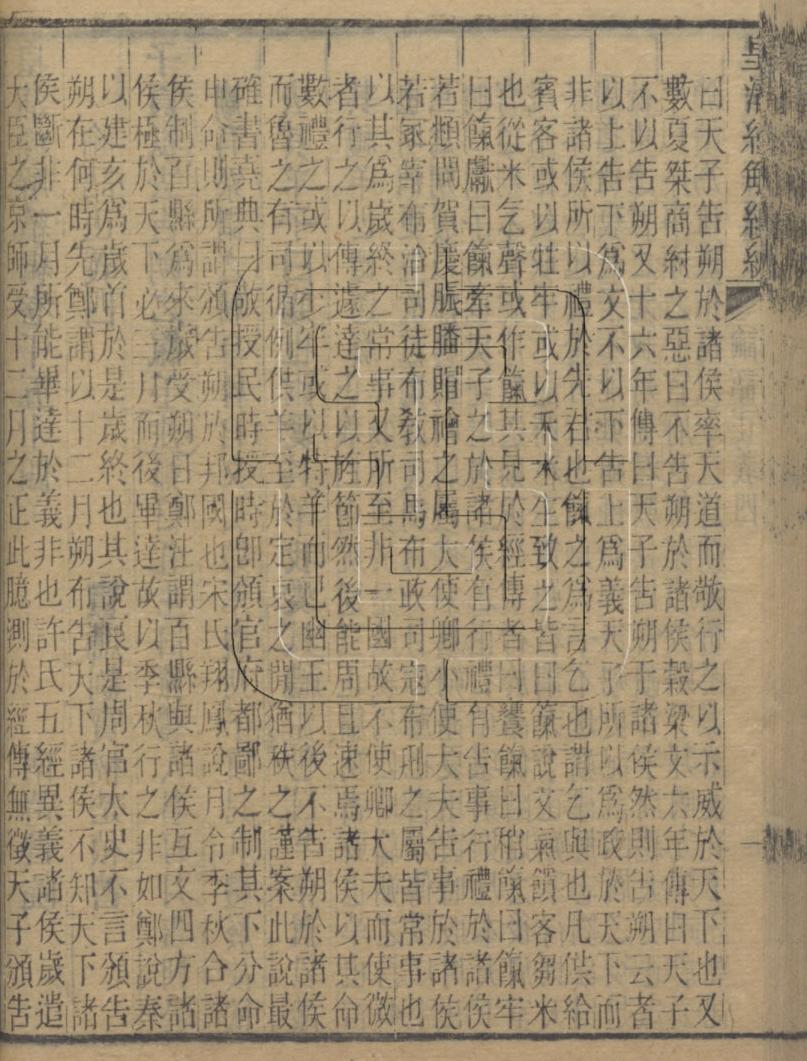 皇清經解續編
曰天子告朔於諸侯率天道而敬行之以示威於天下也又
數夏桀商紂之惡曰不告朔於諸侯穀梁文六年傳曰天子
不以告朔又十六年傳曰天子告朔于諸侯然則告朔云者
以上告下爲文不以下告上爲義天子所以爲政於天下而
非諸侯所以禮於先君也餼之爲言乞也謂乞與也凡供給
賓客或以牲牢或以禾米生致之皆曰餼說文氣饋客芻米
也從米乞聲或作餼其見於經傳者曰饔餼曰稍餼曰餼牢
曰餼獻曰餼牽天子之於諸侯有行禮有告事行禮於諸侯
若頫問賀慶脤膰賵禬之屬大使卿小使大夫告事於諸侯
若冢宰布治司徒布敎司馬布政司寇布刑之屬皆常事也
以其爲歲終之常事又所至非一國故不使卿大夫而使微
者行之以傳遽達之以旌節然後能周且速焉諸侯以其命
數禮之或以少牢或以特羊而已幽王以後不告朔於諸侯
而魯之有司循例供羊至於定哀之閒猶秩之謹案此說最
確書堯典曰敬授民時授時卽頒官府都鄙之制其下分命
申命則所謂頒告朔於邦國也宋氏翔鳳說月令季秋合諸
侯制百縣爲來歲受朔日鄭注謂百縣與諸侯互文四方諸
侯極於天下必三月而後畢達故以季秋行之非如鄭說秦
以建亥爲歲首於是歲終也其說良是周官太史不言頒告
朔在何時先鄭謂以十二月朔布告天下諸侯不知天下諸
侯斷非一月所能畢達於義非也許氏五經異義諸侯歲遣
大臣之京師受十二月之正此臆測於經傳無徵天子頒告